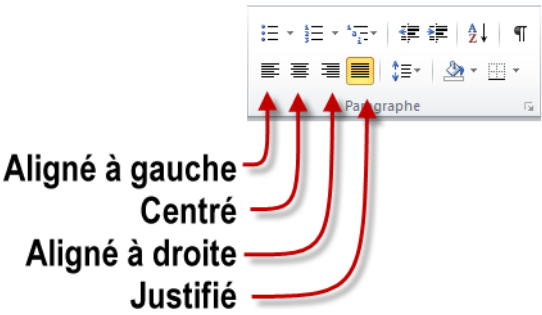 Paragraphe
Aligné à gauche
Centré
Aligné à droite
Justifié